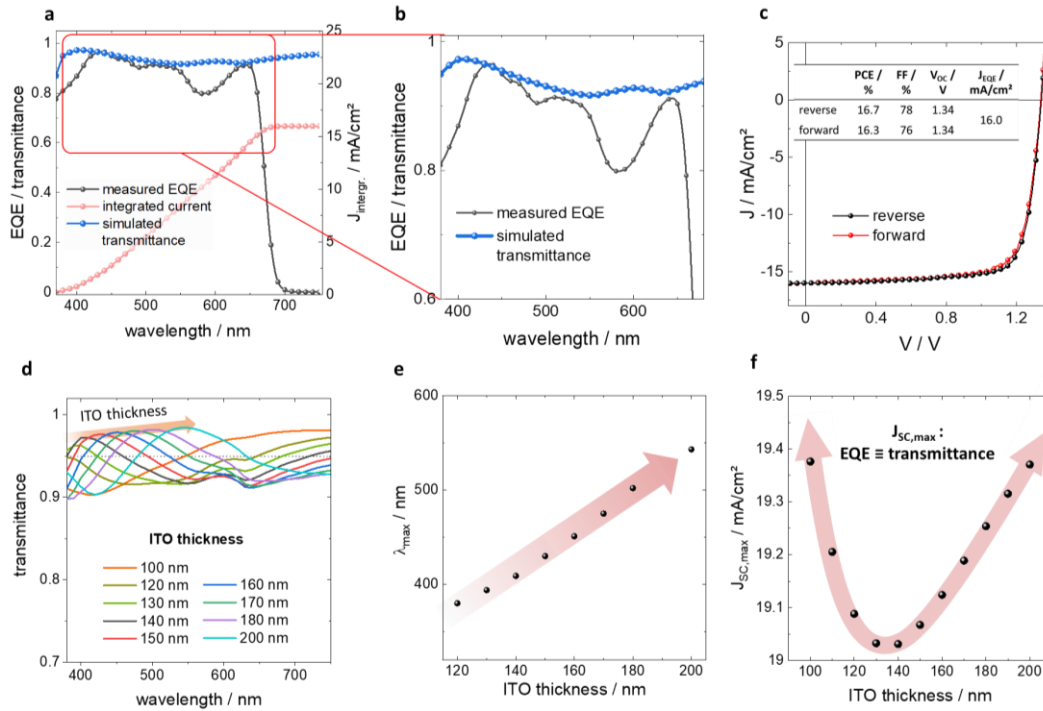 a
EQE / transmittance
1
0.8
0.6
0.4
0.2
0
400
500
600
700
wavelength / nm
25
20
15
10
5
0
J_intergr. / mA/cm²
measured EQE
integrated current
simulated
transmittance
b
EQE / transmittance
1
0.8
0.6
400
500
600
wavelength / nm
measured EQE
simulated
transmittance
c
J / mA/cm²
5
0
-5
-10
-15
0
0.4
0.8
1.2
V / V
PCE / % FF / % V_OC / V J_EQE / mA/cm²
reverse 16.7 78 1.34 16.0
forward 16.3 76 1.34
reverse
forward
d
transmittance
1
0.9
0.8
0.7
400
500
600
700
wavelength / nm
ITO thickness
ITO thickness
100 nm
120 nm
130 nm
140 nm
150 nm
160 nm
170 nm
180 nm
200 nm
e
λ_max / nm
600
500
400
120
140
160
180
200
ITO thickness / nm
f
J_SC,max / mA/cm²
19.5
19.4
19.3
19.2
19.1
19
100
120
140
160
180
200
ITO thickness / nm
J_SC,max :
EQE ≡ transmittance